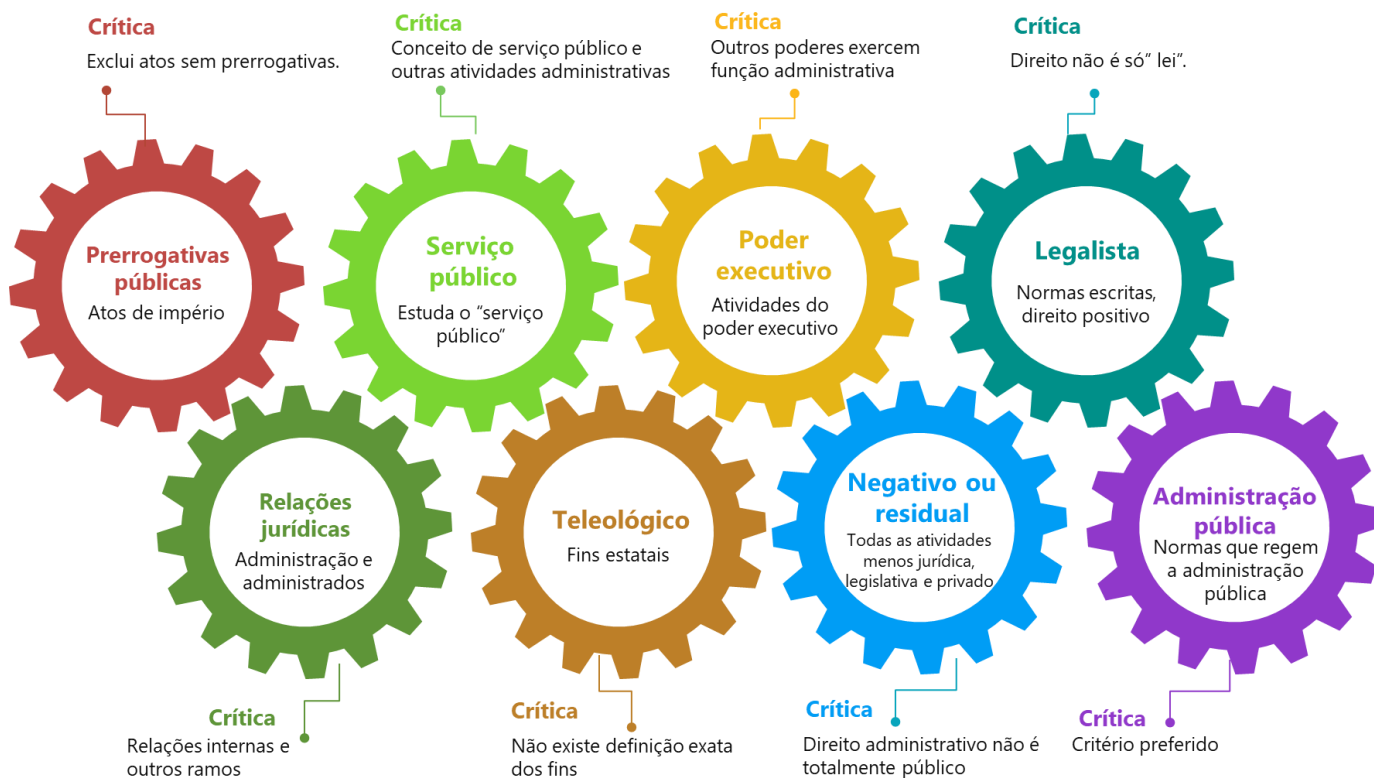 Crítica
Exclui atos sem prerrogativas.
Prerrogativas
públicas
Atos de império
Crítica
Conceito de serviço público e
outras atividades administrativas
Serviço
público
Estuda o “serviço
público”
Crítica
Outros poderes exercem
função administrativa
Poder
executivo
Atividades do
poder executivo
Crítica
Direito não é só” lei”.
Legalista
Normas escritas,
direito positivo
Relações
jurídicas
Administração e
administrados
Crítica
Relações internas e
outros ramos
Teleológico
Fins estatais
Crítica
Não existe definição exata
dos fins
Negativo ou
residual
Todas as atividades
menos jurídica,
legislativa e privado
Crítica
Direito administrativo não é
totalmente público
Administração
pública
Normas que regem
a administração
pública
Crítica
Critério preferido